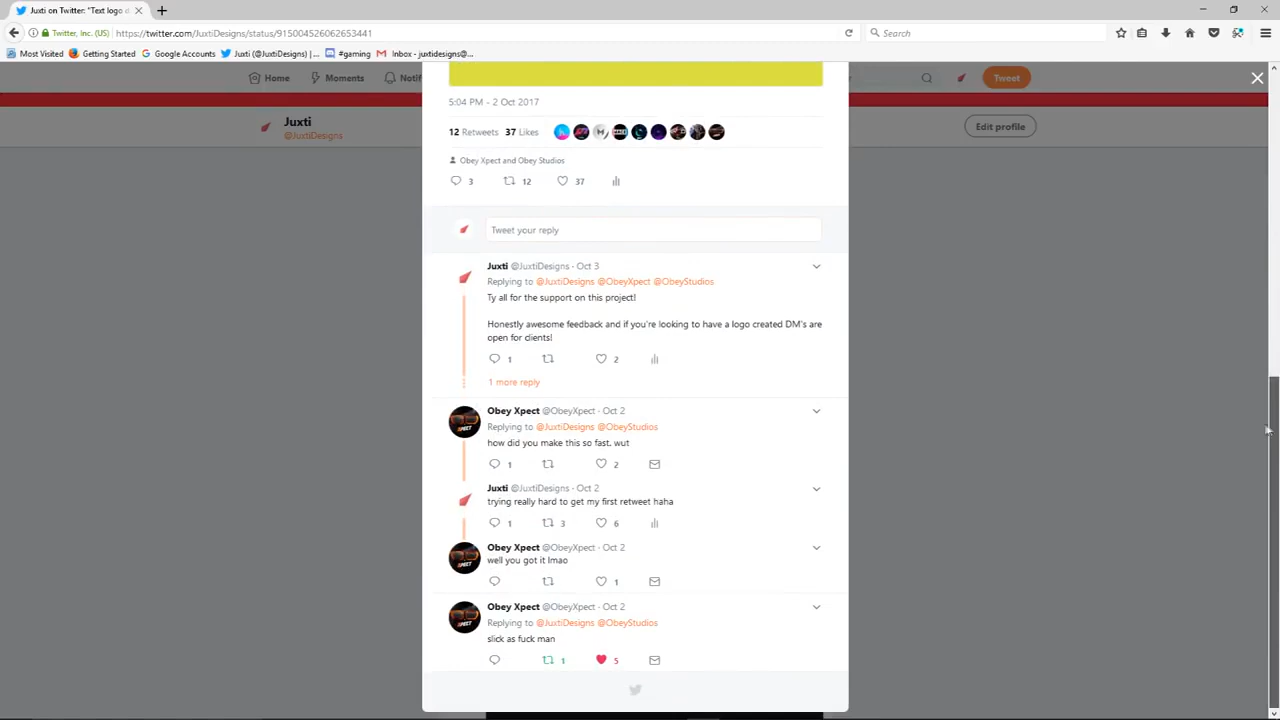 Juxti on Twitter: "Text logo d
Twitter, Inc. (US)
https://twitter.com/JuxtiDesigns/status/915004526062653441
Search
Most Visited
Getting Started
Google Accounts
Juxti (@JuxtiDesigns) | ...
#gaming
Inbox - juxtidesigns@...
Home
Moments
Notifi
Tweet
Juxti
@JuxtiDesigns
Edit profile
5:04 PM - 2 Oct 2017
12 Retweets 37 Likes
Obey Xpect and Obey Studios
3 12 37
Tweet your reply
Juxti @JuxtiDesigns · Oct 3
Replying to @JuxtiDesigns @ObeyXpect @ObeyStudios
Ty all for the support on this project!
Honestly awesome feedback and if you're looking to have a logo created DM's are
open for clients!
1 2
1 more reply
Obey Xpect @ObeyXpect · Oct 2
Replying to @JuxtiDesigns @ObeyStudios
how did you make this so fast, wut
1 2
Juxti @JuxtiDesigns · Oct 2
trying really hard to get my first retweet haha
1 3 6
Obey Xpect @ObeyXpect · Oct 2
well you got it lmao
1
Obey Xpect @ObeyXpect · Oct 2
Replying to @JuxtiDesigns @ObeyStudios
slick as fuck man
1 5